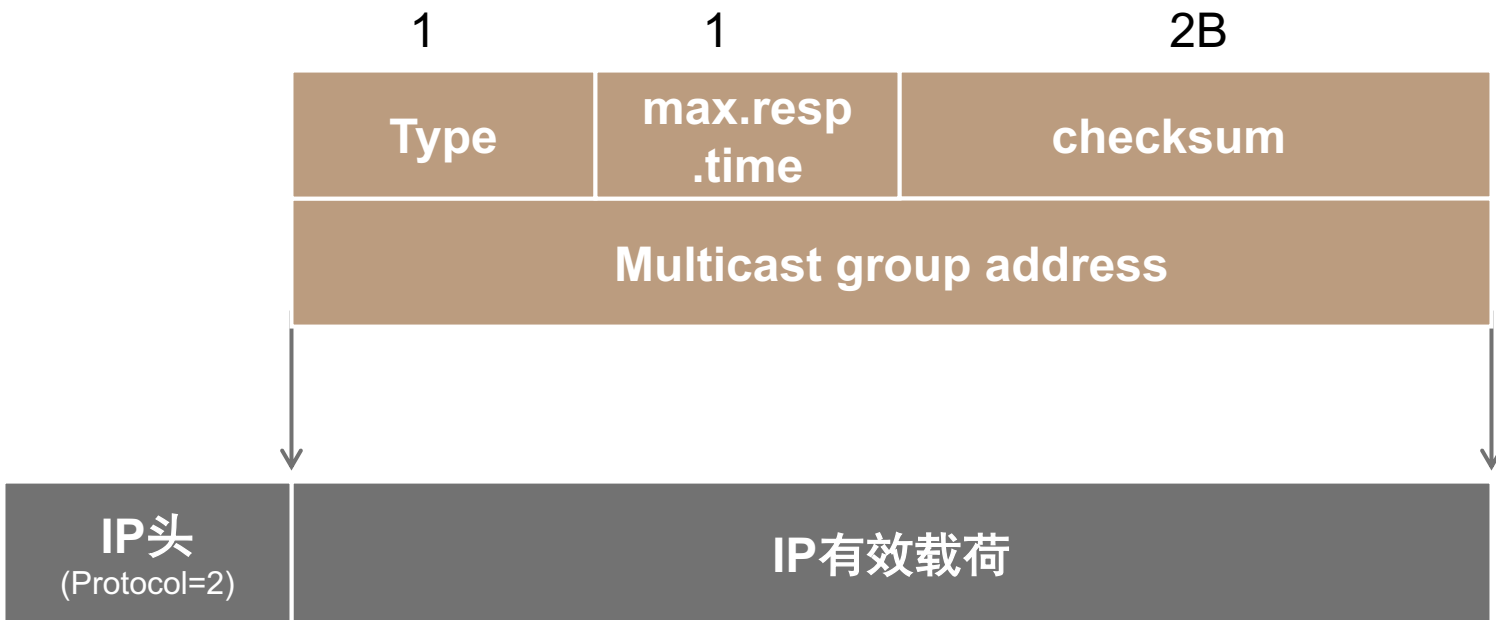 1 1 2B
Type
max.resp
.time
checksum
Multicast group address
IP头
(Protocol=2)
IP有效载荷